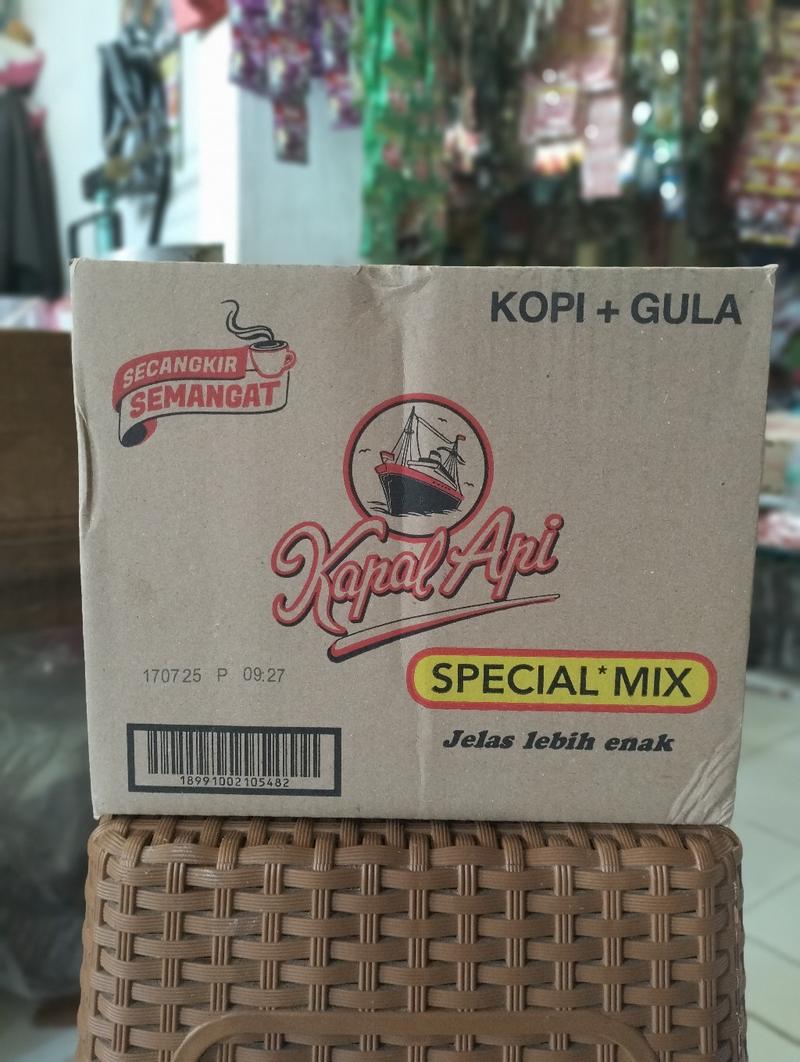 KOPI + GULA
SECANGKIR
SEMANGAT
Kapal Api
SPECIAL* MIX
Jelas lebih enak
170725 P 09:27
18991002105482